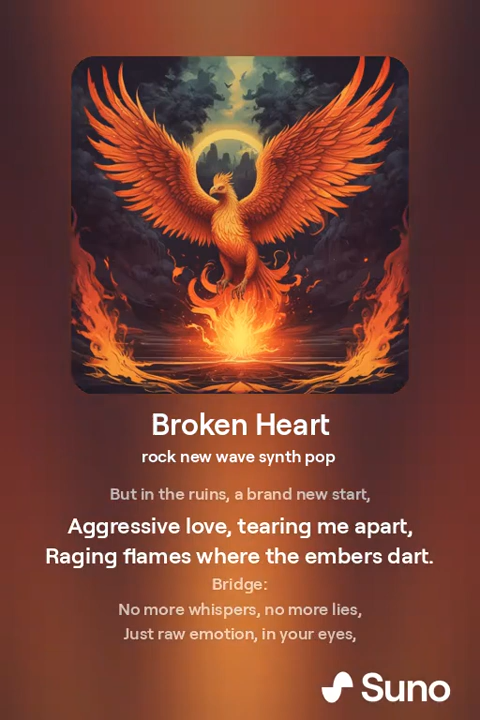 Broken Heart
rock new wave synth pop
But in the ruins, a brand new start,
Aggressive love, tearing me apart,
Raging flames where the embers dart.
Bridge:
No more whispers, no more lies,
Just raw emotion, in your eyes,
Suno